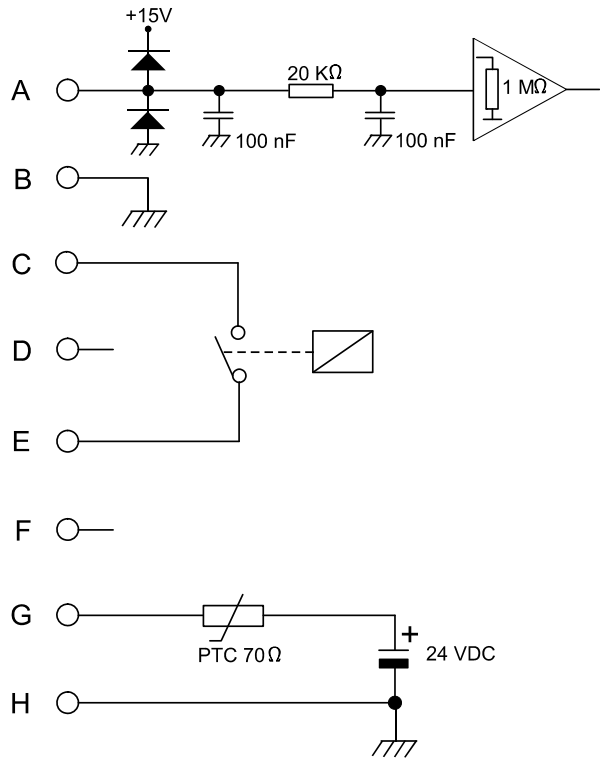 +15V
A
20 KΩ
1 MΩ
100 nF
100 nF
B
C
D
E
F
G
PTC 70Ω
+
24 VDC
H